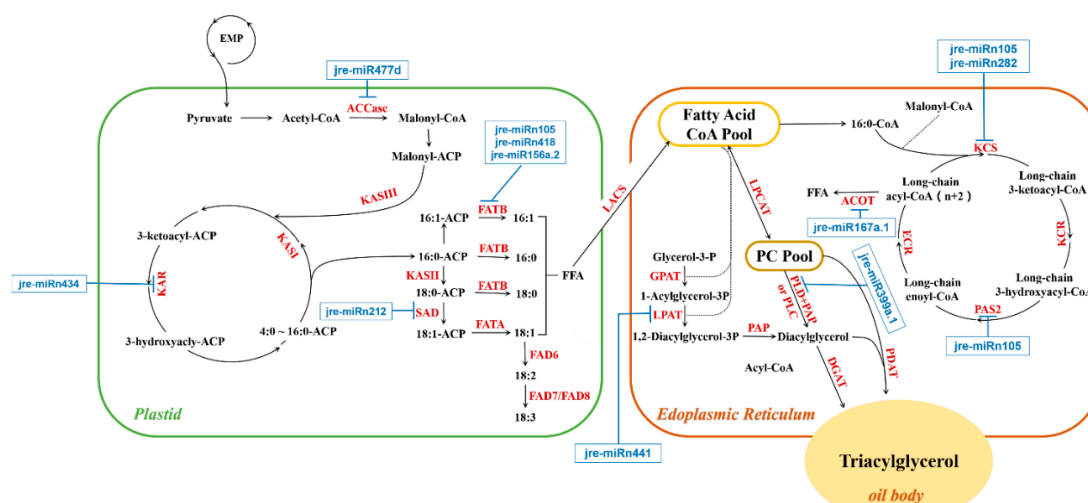 EMP
jre-miR477d
ACCase
Pyruvate
Acetyl-CoA
Malonyl-CoA
Malonyl-ACP
jre-miRn105
jre-miRn418
jre-miR156a.2
KASIII
16:1-ACP
FATB
16:1
3-ketoacyl-ACP
KASI
16:0-ACP
FATB
16:0
FFA
KASII
jre-miRn434
KAR
18:0-ACP
FATB
18:0
jre-miRn212
SAD
3-hydroxyacly-ACP
4:0 ~ 16:0-ACP
18:1-ACP
FATA
18:1
FAD6
18:2
FAD7/FAD8
18:3
Plastid
LACS
jre-miRn105
jre-miRn282
Fatty Acid
CoA Pool
16:0-CoA
Malonyl-CoA
KCS
LPCAT
FFA
ACOT
Long-chain
acyl-CoA ( n+2 )
Long-chain
3-ketoacyl-CoA
jre-miR167a.1
KCR
ECR
PC Pool
Glycerol-3-P
GPAT
1-Acylglycerol-3P
LPAT
PLD+PAP
or PLC
jre-miR399a.1
Long-chain
enoyl-CoA
Long-chain
3-hydroxyacyl-CoA
PAS2
jre-miRn105
1,2-Diacylglycerol-3P
PAP
Diacylglycerol
Acyl-CoA
DGAT
PDAT
Edoplasmic Reticulum
jre-miRn441
Triacylglycerol
oil body